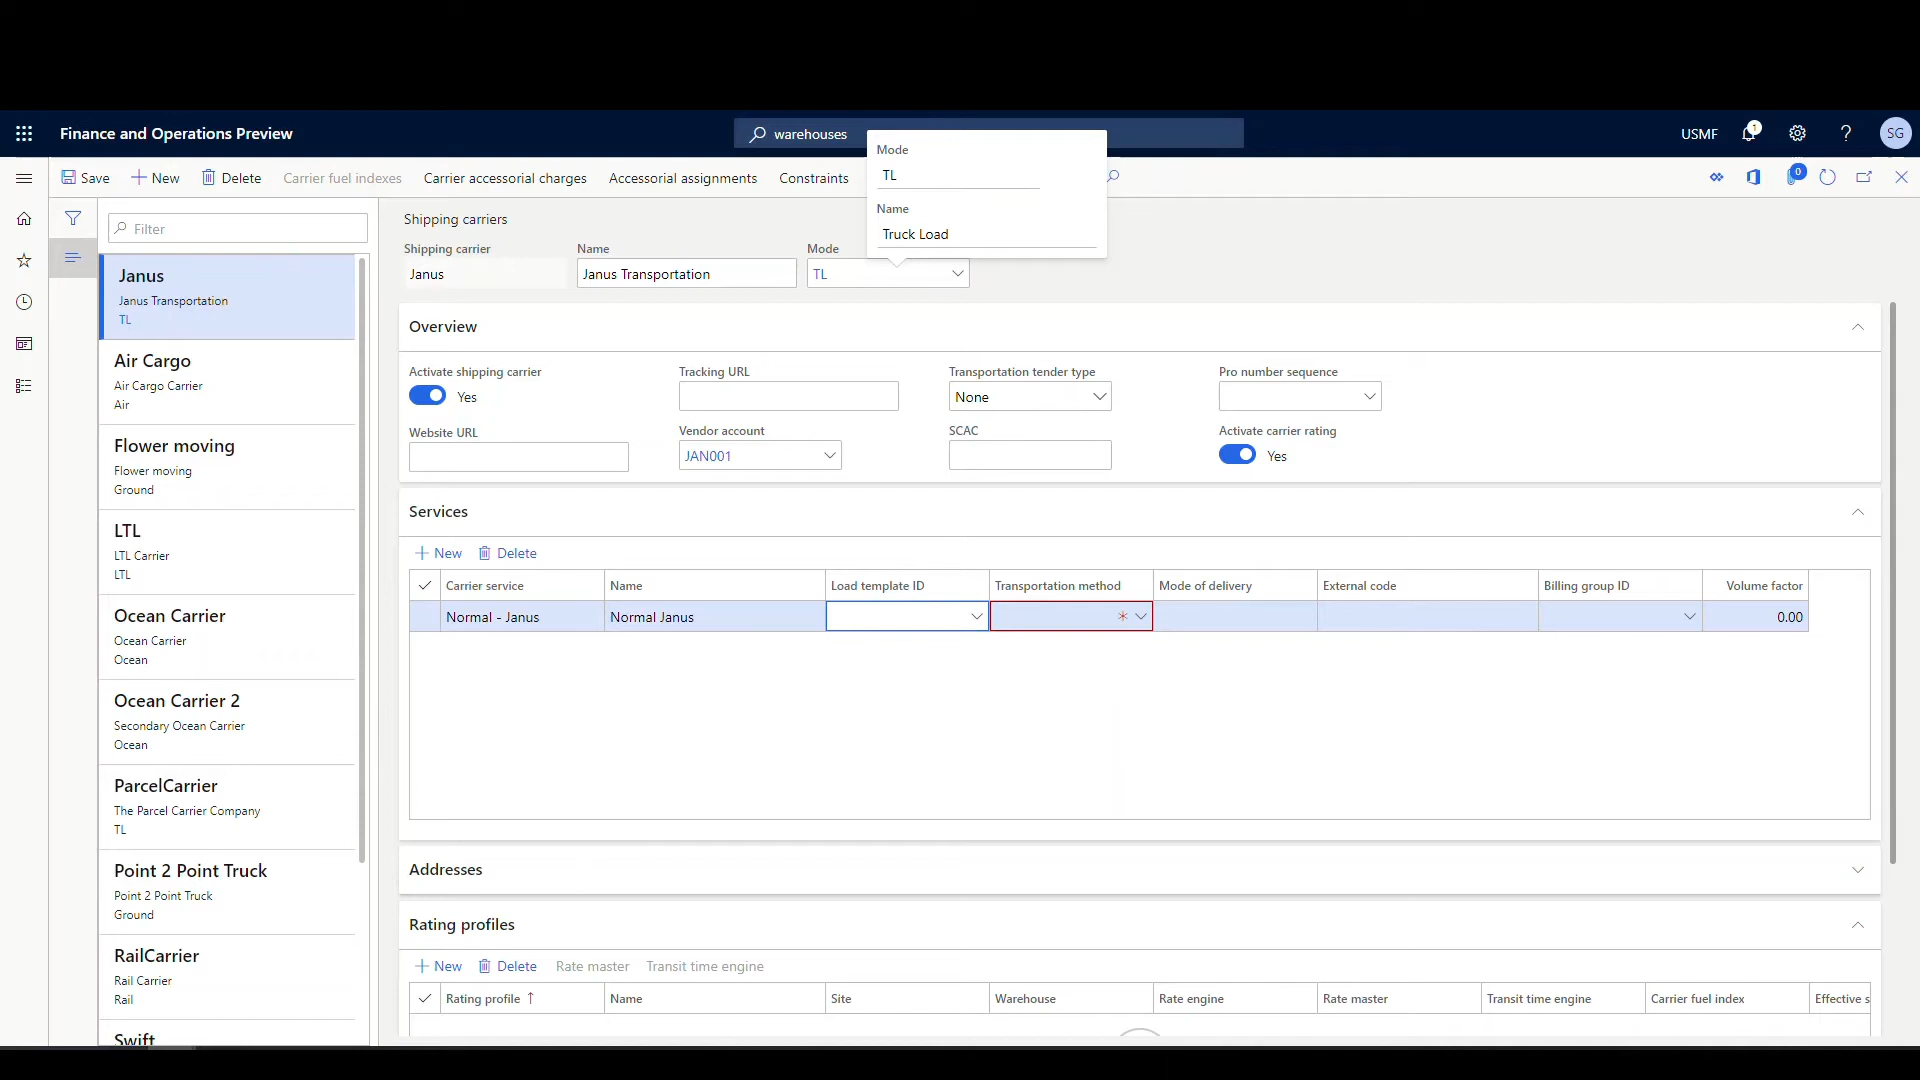 Finance and Operations Preview
warehouses
USMF
1
?
SG
Save
New
Delete
Carrier fuel indexes
Carrier accessorial charges
Accessorial assignments
Constraints
0
Mode
TL
Name
Truck Load
Filter
Janus
Janus Transportation
TL
Air Cargo
Air Cargo Carrier
Air
Flower moving
Flower moving
Ground
LTL
LTL Carrier
LTL
Ocean Carrier
Ocean Carrier
Ocean
Ocean Carrier 2
Secondary Ocean Carrier
Ocean
ParcelCarrier
The Parcel Carrier Company
TL
Point 2 Point Truck
Point 2 Point Truck
Ground
RailCarrier
Rail Carrier
Rail
Swift
Shipping carriers
Shipping carrier
Name
Mode
Janus
Janus Transportation
TL
Overview
Activate shipping carrier
Yes
Tracking URL
Transportation tender type
None
Pro number sequence
Website URL
Vendor account
JAN001
SCAC
Activate carrier rating
Yes
Services
New
Delete
Carrier service
Name
Load template ID
Transportation method
Mode of delivery
External code
Billing group ID
Volume factor
Normal - Janus
Normal Janus
*
0.00
Addresses
Rating profiles
New
Delete
Rate master
Transit time engine
Rating profile ↑
Name
Site
Warehouse
Rate engine
Rate master
Transit time engine
Carrier fuel index
Effective s